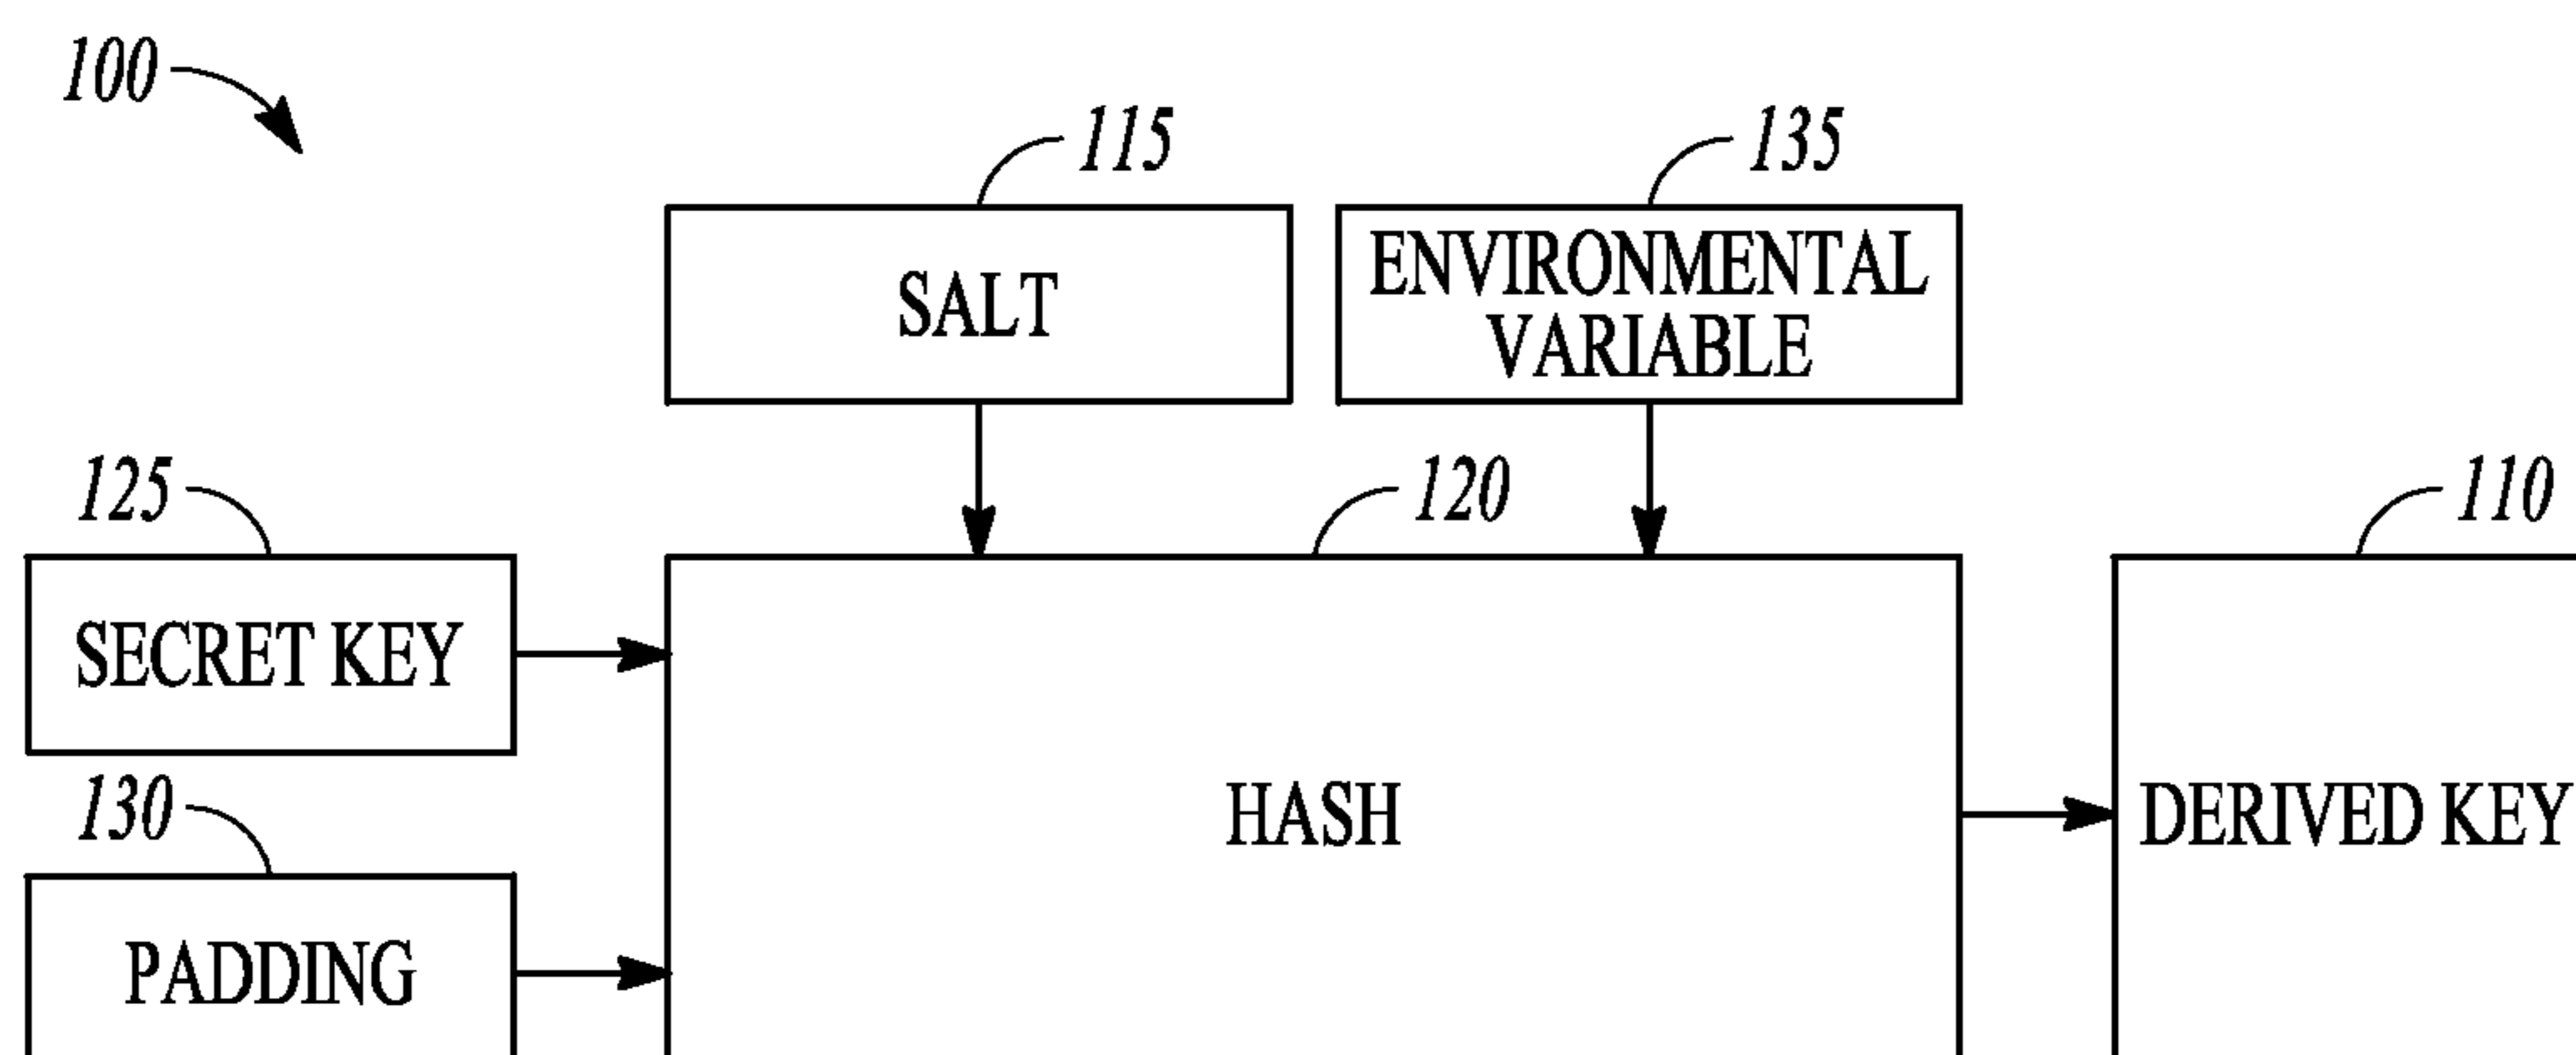 100
115
135
SALT
ENVIRONMENTAL
VARIABLE
125
120
110
SECRET KEY
130
HASH
DERIVED KEY
PADDING